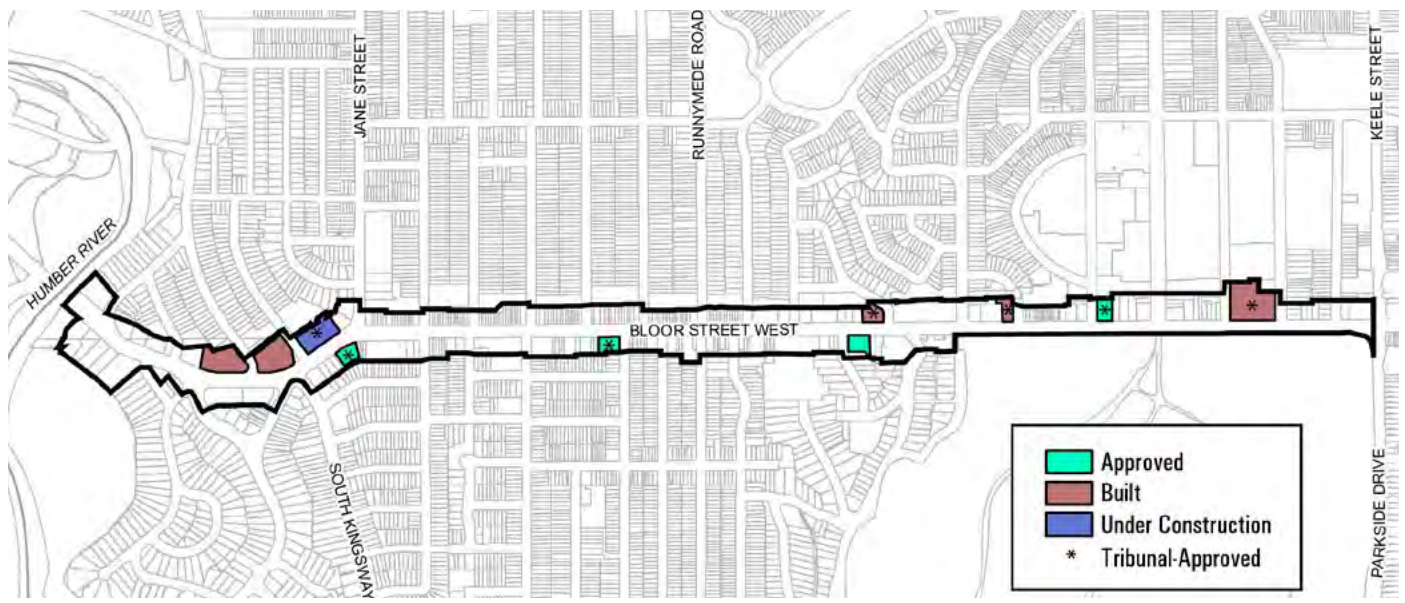 JANE STREET
RUNNYMEDE ROAD
KEELE STREET
HUMBER RIVER
BLOOR STREET WEST
SOUTH KINGSWAY
PARKSIDE DRIVE
Approved
Built
Under Construction
* Tribunal-Approved